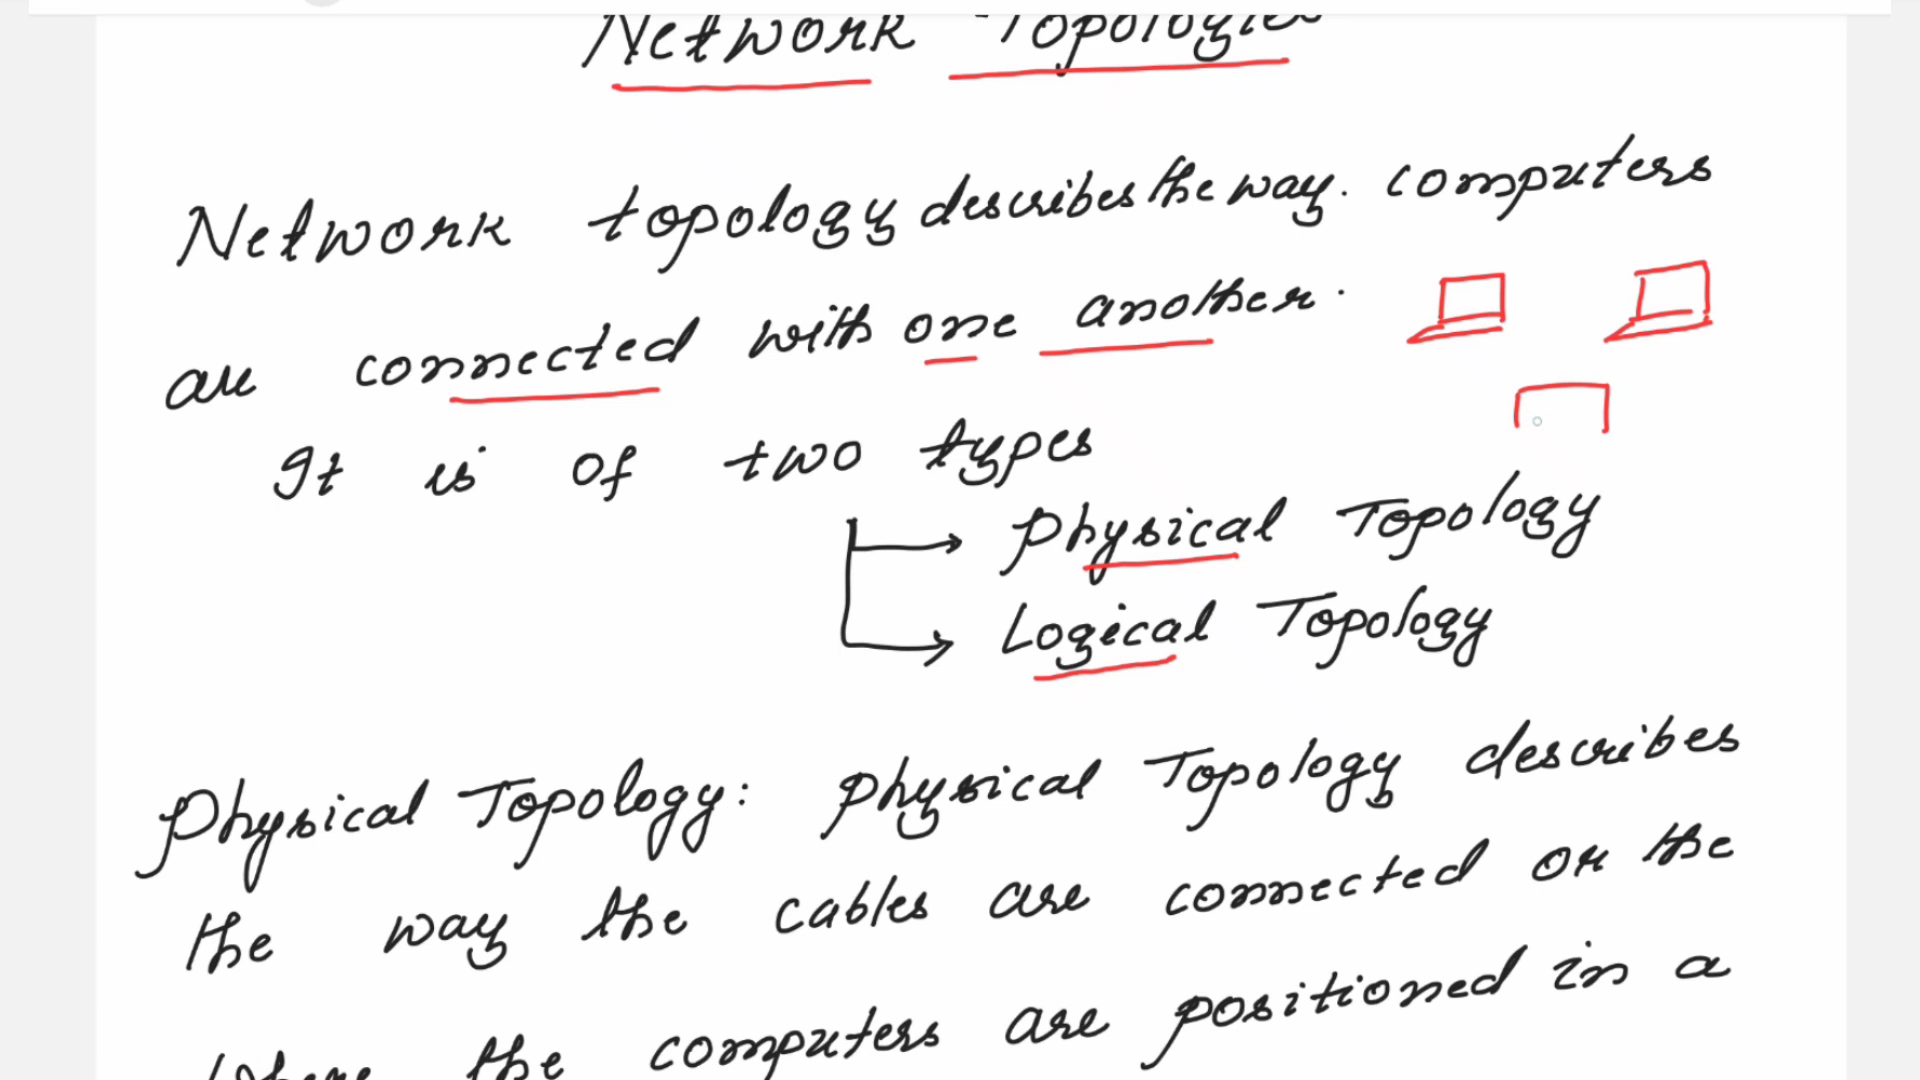 Network Topologies
Network topology describes the way. computers
are connected with one another.
It is of two types
Physical Topology
Logical Topology
Physical Topology: Physical Topology describes
the way the cables are connected or the
Where the computers are positioned in a